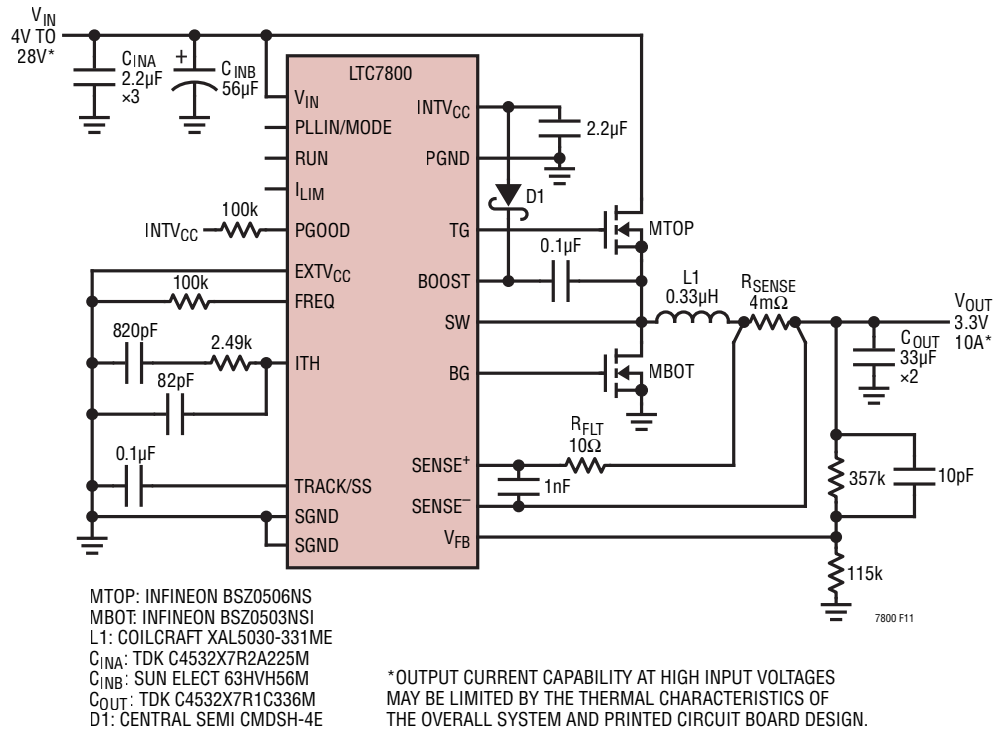 VIN
4V TO
28V*
CINA
2.2µF
×3
+
CINB
56µF
LTC7800
VIN
PLLIN/MODE
RUN
ILIM
INTVCC
100k
PGOOD
EXTVCC
100k
FREQ
820pF
2.49k
ITH
82pF
0.1µF
TRACK/SS
SGND
SGND
INTVCC
2.2µF
PGND
D1
TG
MTOP
0.1µF
BOOST
L1
0.33µH
RSENSE
4mΩ
SW
VOUT
3.3V
10A*
COUT
33µF
×2
BG
MBOT
RFLT
10Ω
SENSE+
1nF
SENSE–
357k
10pF
VFB
115k
7800 F11
MTOP: INFINEON BSZ0506NS
MBOT: INFINEON BSZ0503NSI
L1: COILCRAFT XAL5030-331ME
CINA: TDK C4532X7R2A225M
CINB: SUN ELECT 63HVH56M
COUT: TDK C4532X7R1C336M
D1: CENTRAL SEMI CMDSH-4E
*OUTPUT CURRENT CAPABILITY AT HIGH INPUT VOLTAGES
MAY BE LIMITED BY THE THERMAL CHARACTERISTICS OF
THE OVERALL SYSTEM AND PRINTED CIRCUIT BOARD DESIGN.